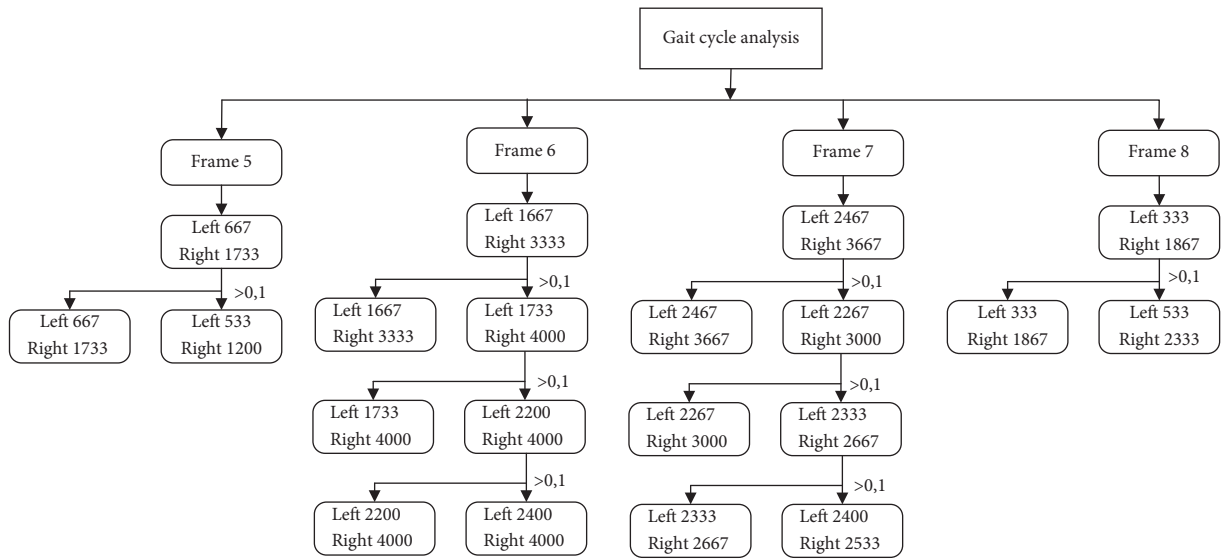 Gait cycle analysis
Frame 5
Frame 6
Frame 7
Frame 8
Left 667
Right 1733
Left 1667
Right 3333
Left 2467
Right 3667
Left 333
Right 1867
>0,1
>0,1
>0,1
>0,1
Left 667
Right 1733
Left 533
Right 1200
Left 1667
Right 3333
Left 1733
Right 4000
Left 2467
Right 3667
Left 2267
Right 3000
Left 333
Right 1867
Left 533
Right 2333
>0,1
>0,1
Left 1733
Right 4000
Left 2200
Right 4000
Left 2267
Right 3000
Left 2333
Right 2667
>0,1
>0,1
Left 2200
Right 4000
Left 2400
Right 4000
Left 2333
Right 2667
Left 2400
Right 2533